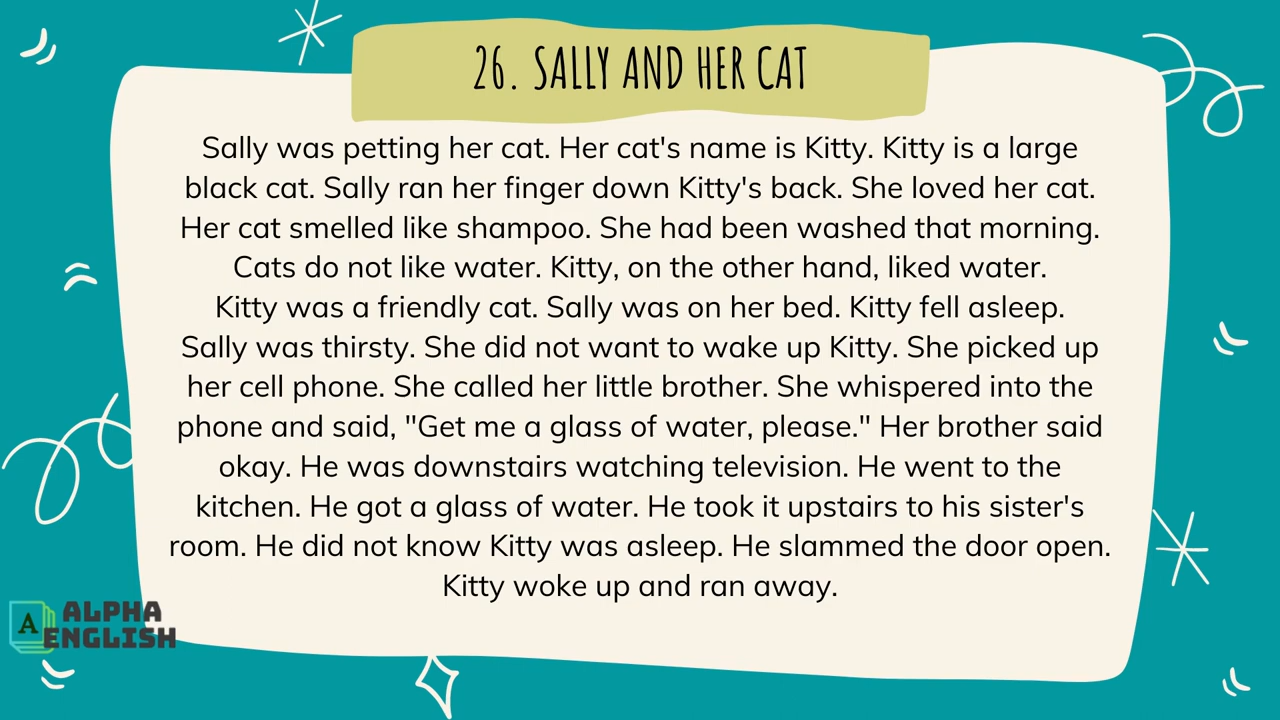 26. SALLY AND HER CAT
Sally was petting her cat. Her cat's name is Kitty. Kitty is a large
black cat. Sally ran her finger down Kitty's back. She loved her cat.
Her cat smelled like shampoo. She had been washed that morning.
Cats do not like water. Kitty, on the other hand, liked water.
Kitty was a friendly cat. Sally was on her bed. Kitty fell asleep.
Sally was thirsty. She did not want to wake up Kitty. She picked up
her cell phone. She called her little brother. She whispered into the
phone and said, "Get me a glass of water, please." Her brother said
okay. He was downstairs watching television. He went to the
kitchen. He got a glass of water. He took it upstairs to his sister's
room. He did not know Kitty was asleep. He slammed the door open.
Kitty woke up and ran away.
A
ALPHA
ENGLISH